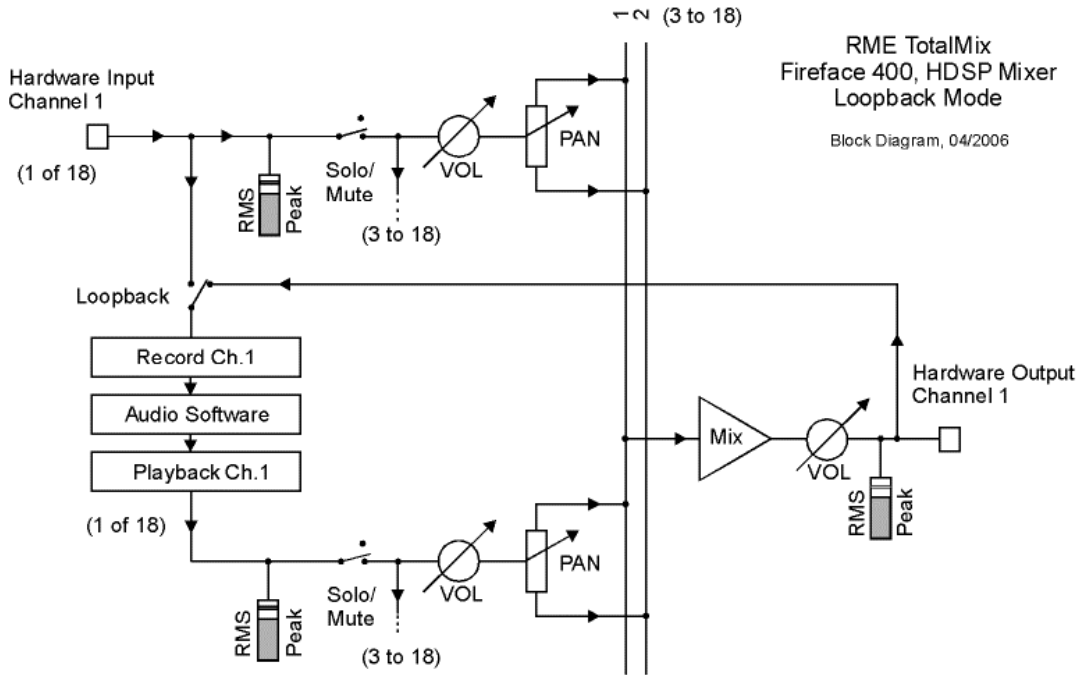 1 2 (3 to 18)
RME TotalMix
Fireface 400, HDSP Mixer
Loopback Mode
Block Diagram, 04/2006
Hardware Input
Channel 1
(1 of 18)
RMS
Peak
Solo/
Mute
(3 to 18)
VOL
PAN
Loopback
Record Ch.1
Audio Software
Playback Ch.1
(1 of 18)
Mix
VOL
Hardware Output
Channel 1
RMS
Peak
RMS
Peak
Solo/
Mute
(3 to 18)
VOL
PAN